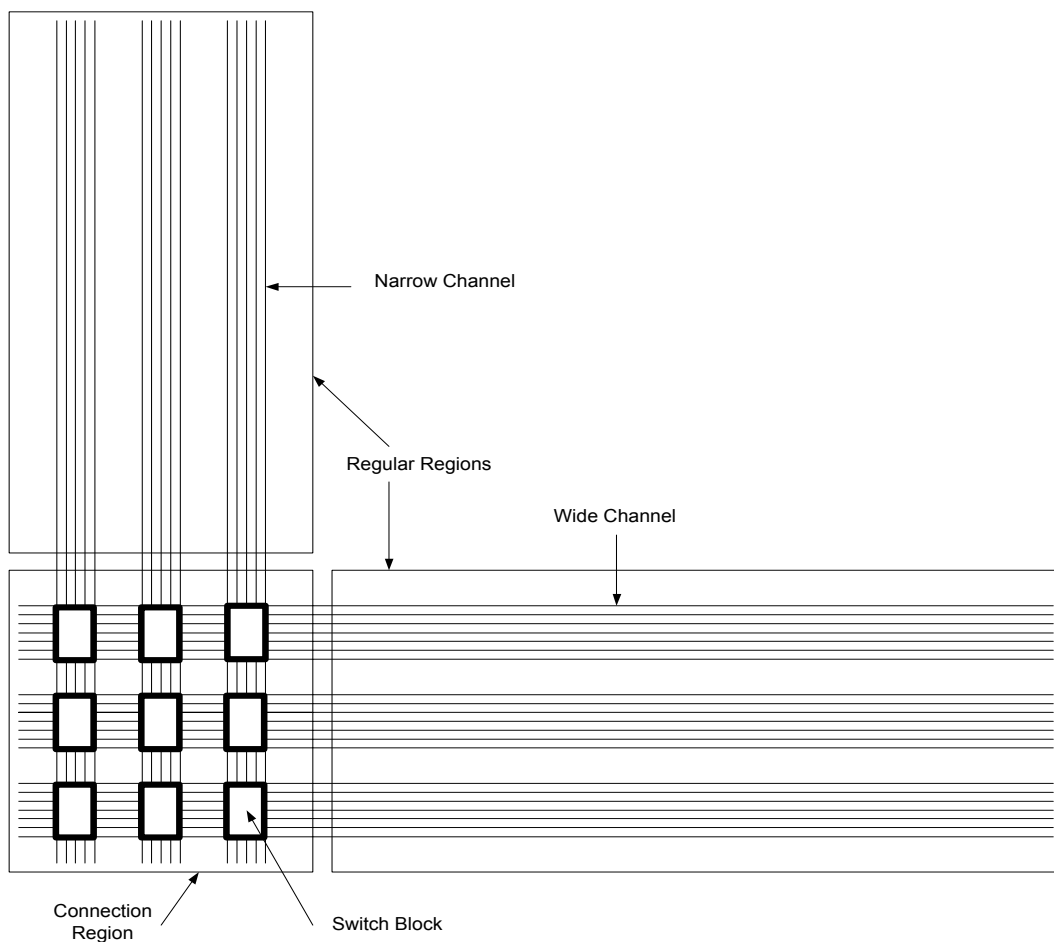 Narrow Channel
Regular Regions
Wide Channel
Connection
Region
Switch Block